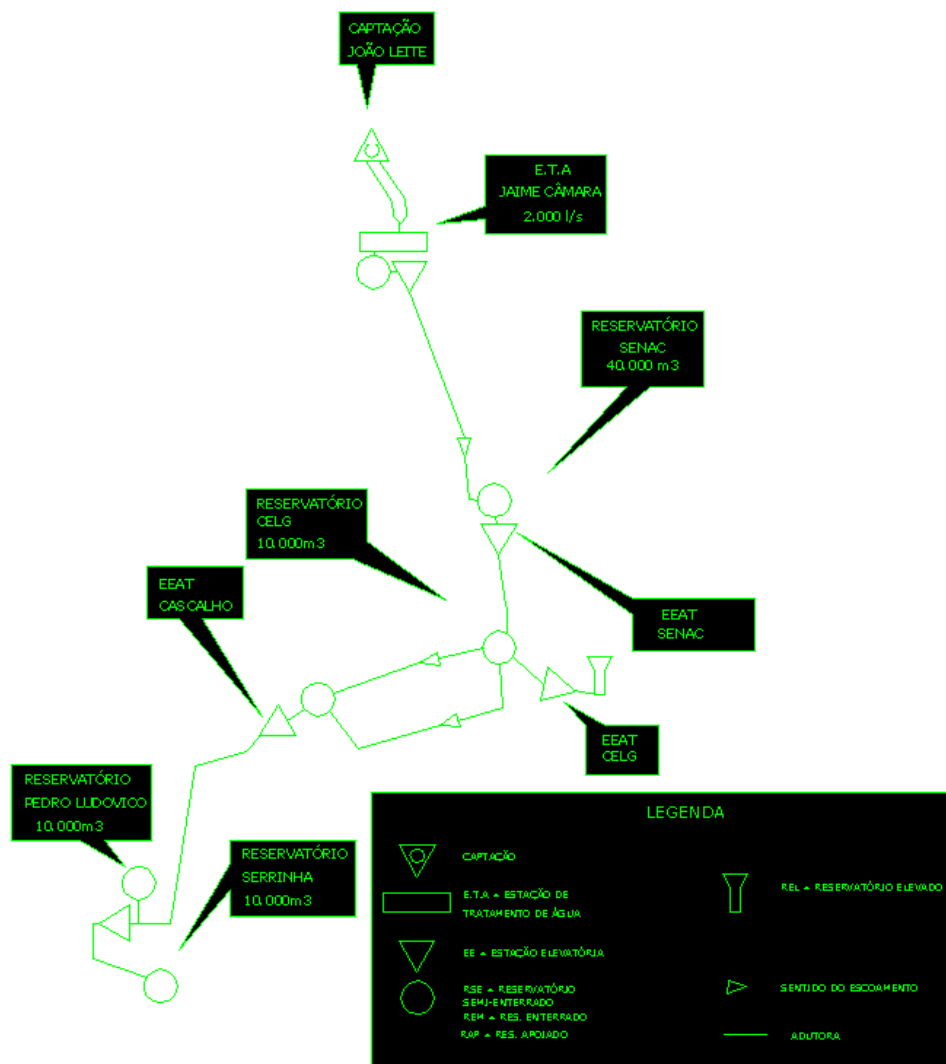 CAPTAÇÃO
JOÃO LEITE
E.T.A
JAIME CÂMARA
2.000 l/s
RESERVATÓRIO
SENAC
40.000 m3
RESERVATÓRIO
CELG
10.000m3
EEAT
CASCALHO
EEAT
SENAC
EEAT
CELG
RESERVATÓRIO
PEDRO LUDOVICO
10.000m3
RESERVATÓRIO
SERRINHA
10.000m3
LEGENDA
CAPTAÇÃO
E.T.A = ESTAÇÃO DE
TRATAMENTO DE ÁGUA
EE = ESTAÇÃO ELEVATÓRIA
RSE = RESERVATÓRIO
SEMI-ENTERRADO
REN = RES. ENTERRADO
RAP = RES. APOIADO
REL = RESERVATÓRIO ELEVADO
SENTIDO DO ESCOAMENTO
ADUTORA